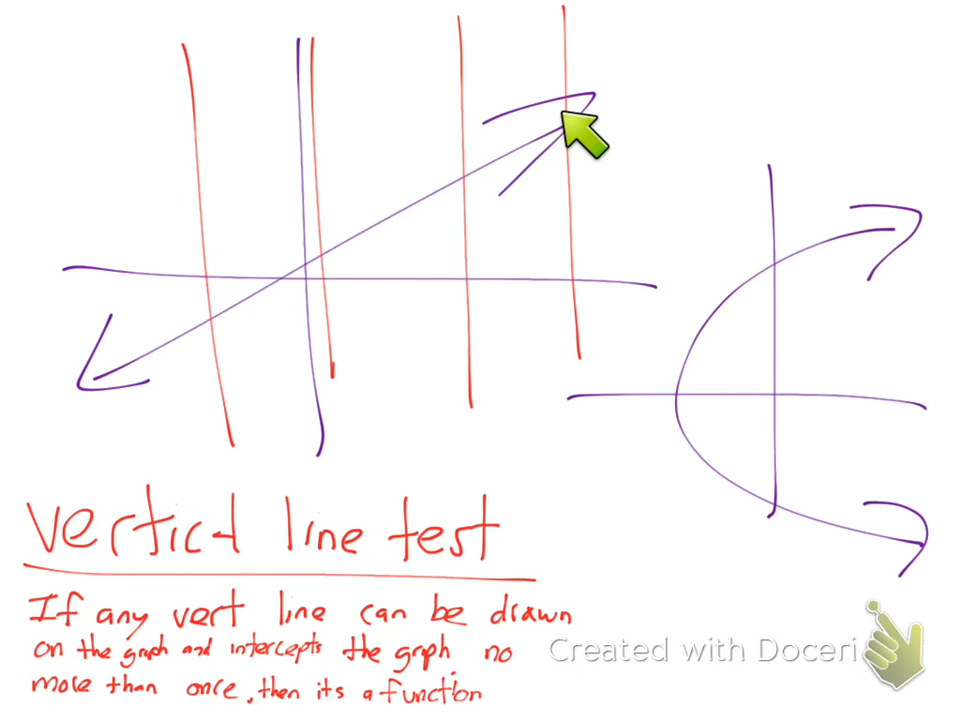 vertical line test
If any vert line can be drawn
on the graph and intercepts the graph no
more than once, then its a function
Created with Doceri